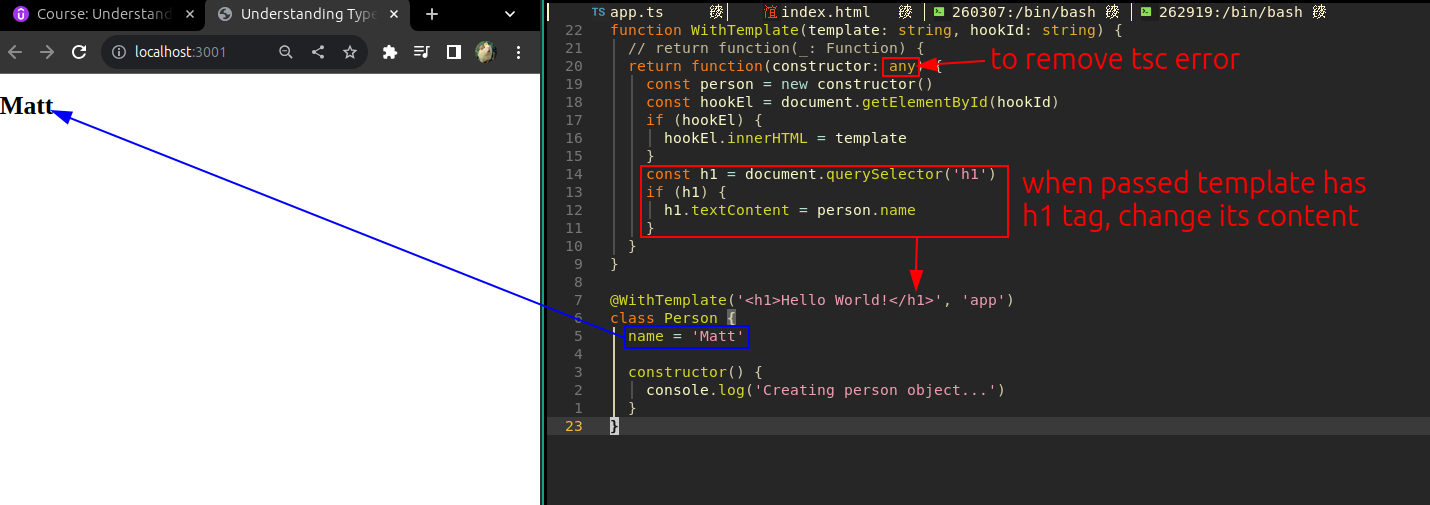 Course: Understand
Understanding Type
localhost:3001
Matt
TS app.ts
index.html
260307:/bin/bash
262919:/bin/bash
22 function WithTemplate(template: string, hookId: string) {
21 // return function(_: Function) {
20 return function(constructor: any) {
to remove tsc error
19 const person = new constructor()
18 const hookEl = document.getElementById(hookId)
17 if (hookEl) {
16 hookEl.innerHTML = template
15 }
14 const h1 = document.querySelector('h1')
13 if (h1) {
12 h1.textContent = person.name
11 }
when passed template has
h1 tag, change its content
10 }
9 }
8
7 @WithTemplate('<h1>Hello World!</h1>', 'app')
6 class Person {
5 name = 'Matt'
4
3 constructor() {
2 console.log('Creating person object...')
1 }
23 }